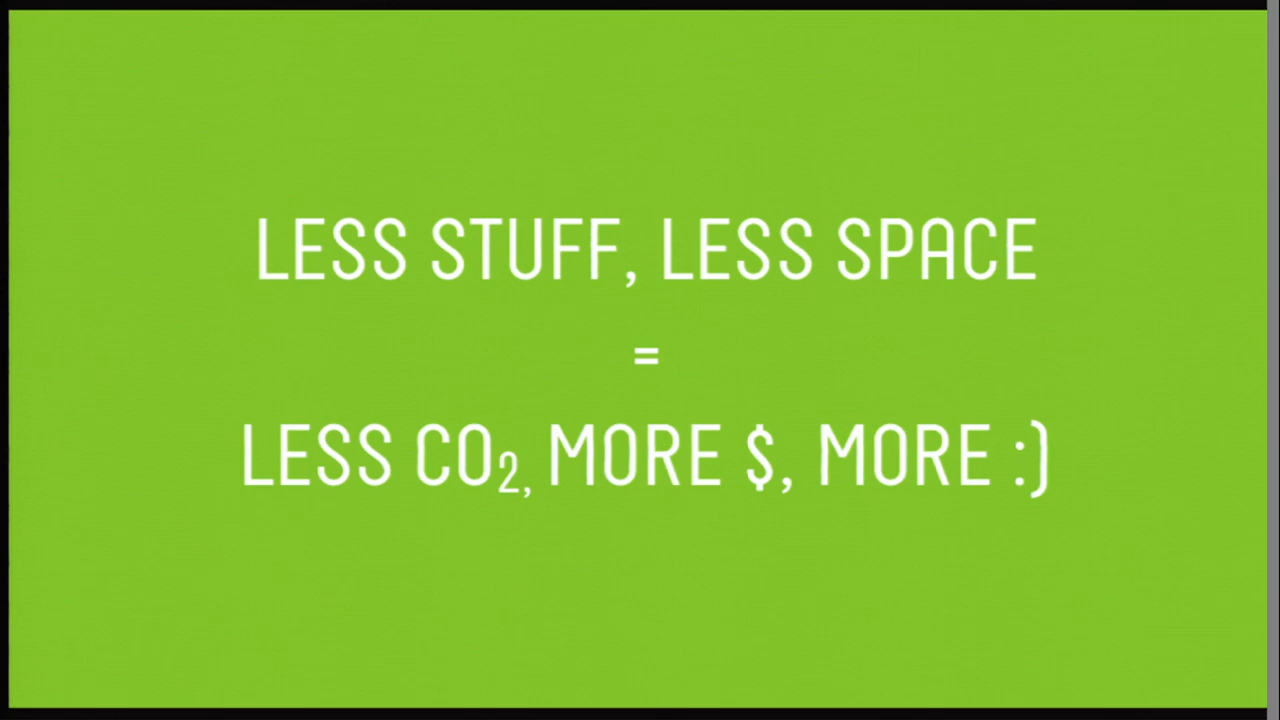 LESS STUFF, LESS SPACE
=
LESS CO₂, MORE $, MORE :)